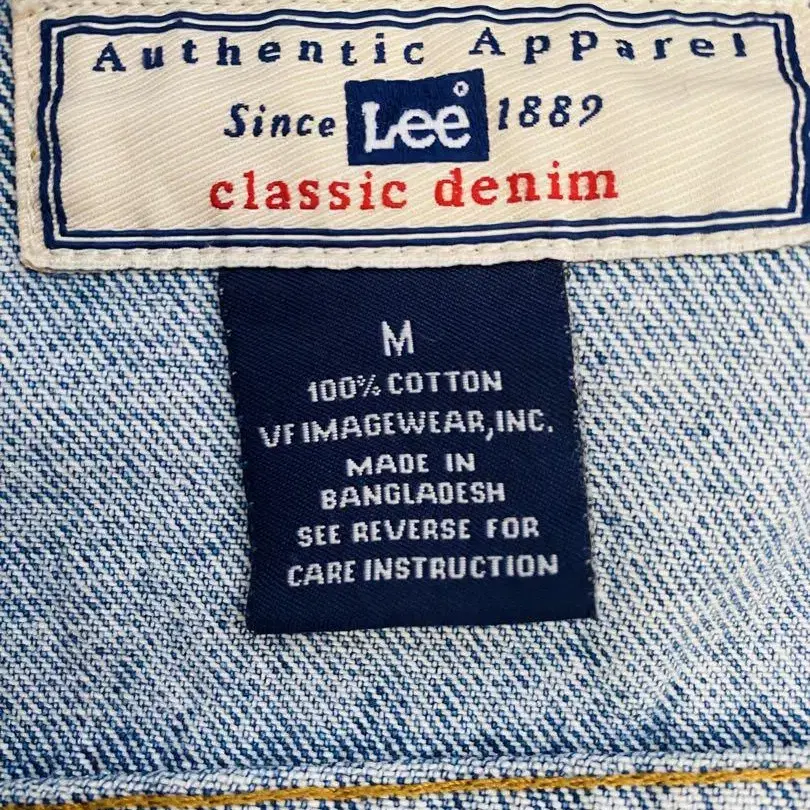 Authentic Apparel
Since Lee 1889
classic denim
M
100% COTTON
VF IMAGEWEAR, INC.
MADE IN
BANGLADESH
SEE REVERSE FOR
CARE INSTRUCTION